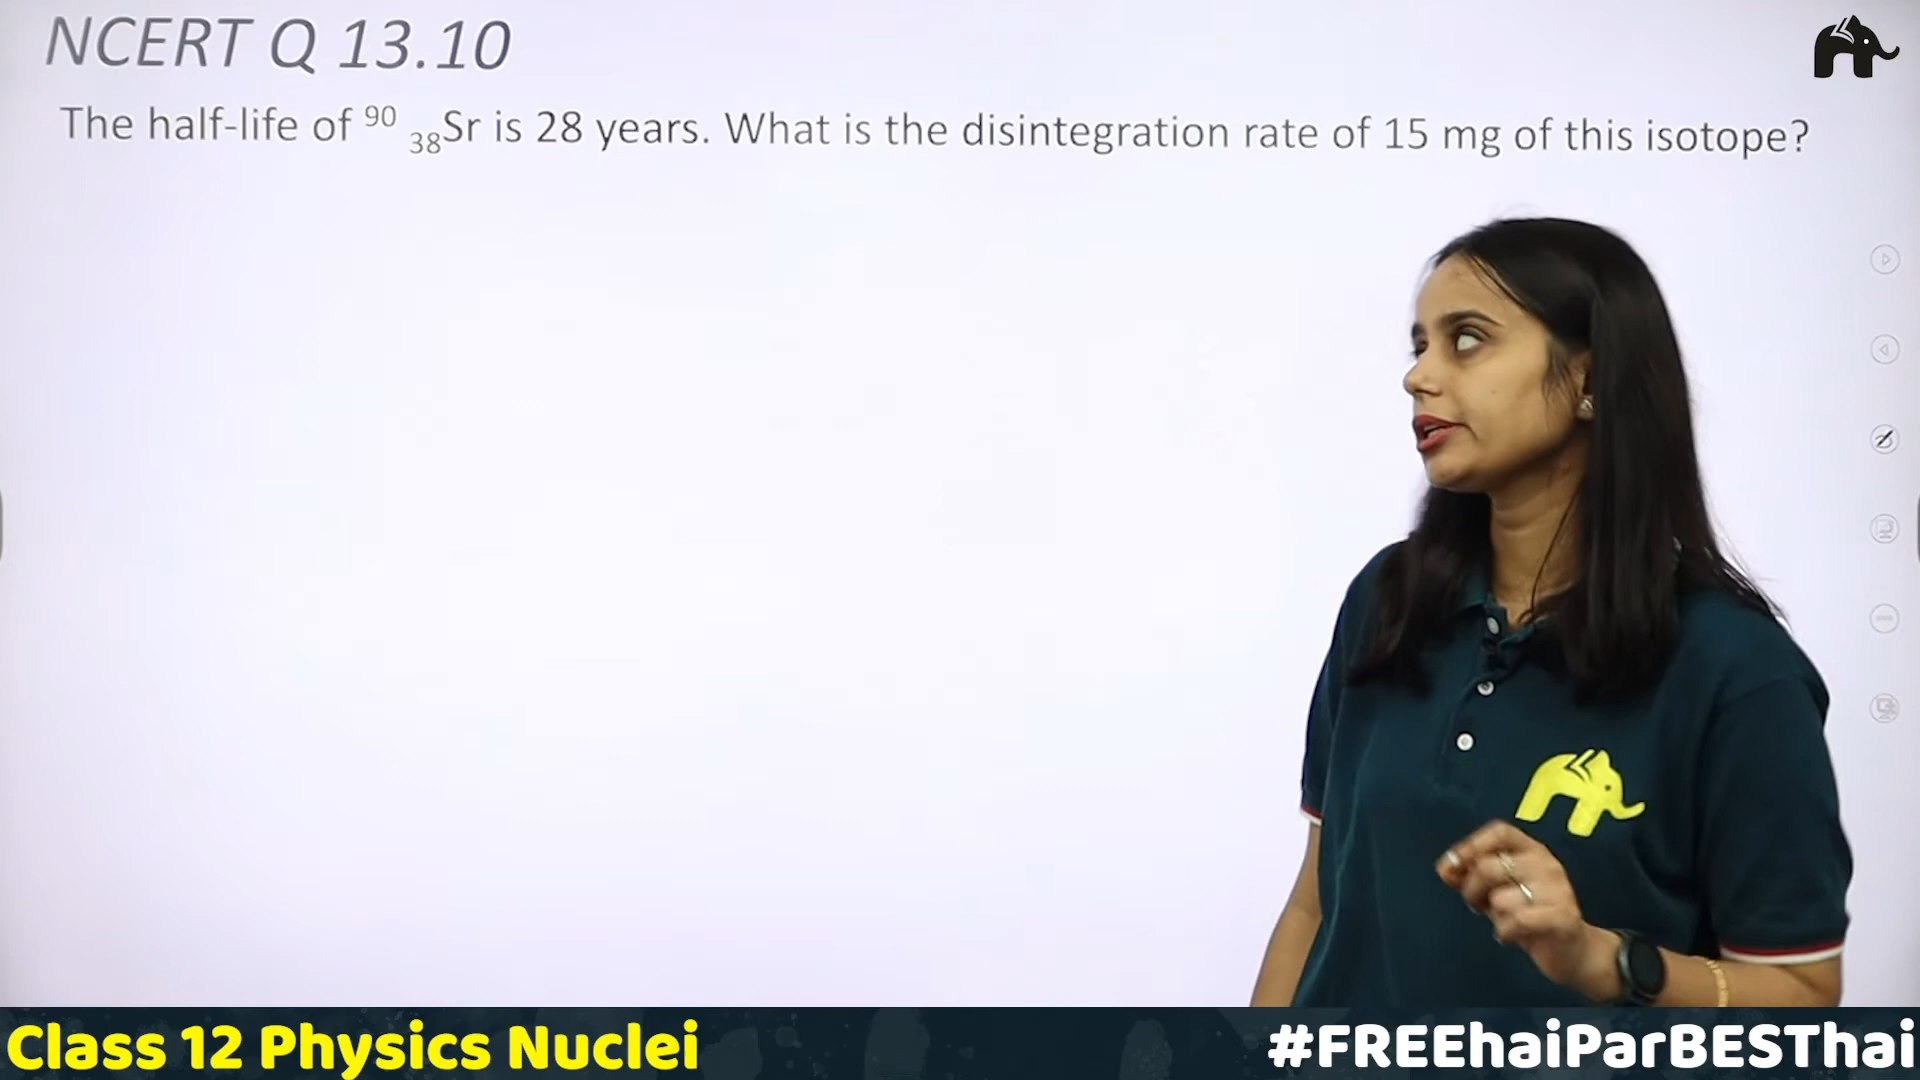 NCERT Q 13.10
The half-life of ⁹⁰ ₃₈Sr is 28 years. What is the disintegration rate of 15 mg of this isotope?
Class 12 Physics Nuclei
#FREEhaiParBESThai